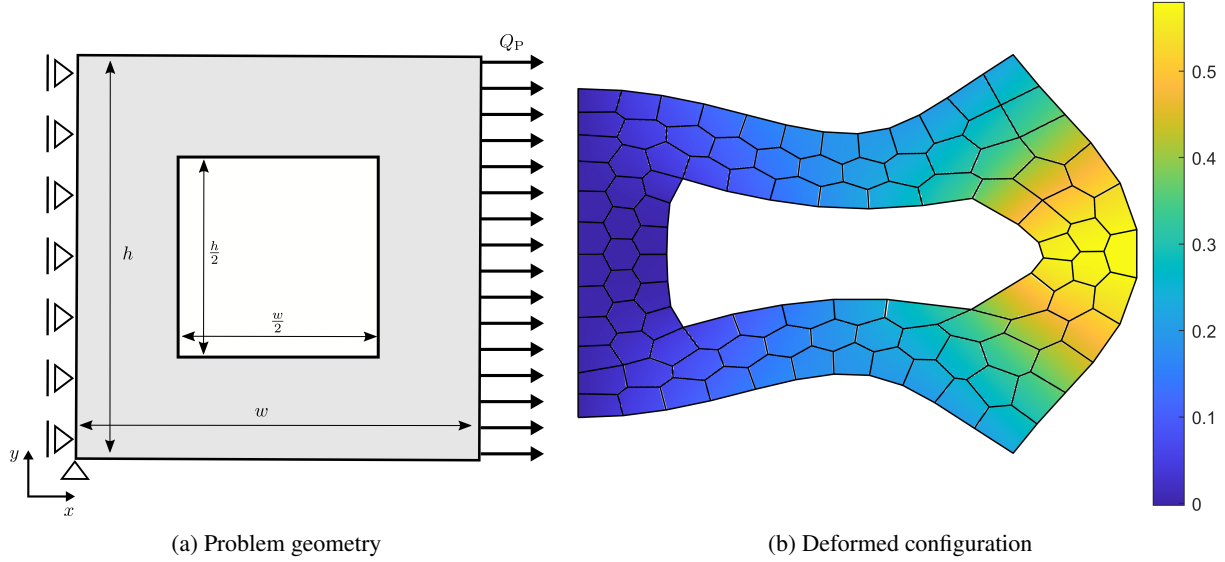 Q_P
h
h/2
w/2
w
y
x
0.5
0.4
0.3
0.2
0.1
0
(a) Problem geometry
(b) Deformed configuration